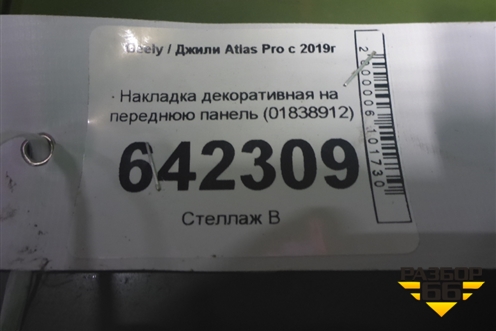 Geely / Джили Atlas Pro с 2019г
· Накладка декоративная на
переднюю панель (01838912)
642309
Стеллаж В
2000006101730
РАЗБОР
66